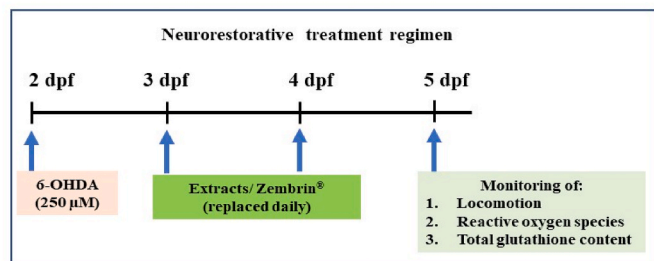 Neurorestorative treatment regimen
2 dpf 3 dpf 4 dpf 5 dpf
6-OHDA
(250 µM)
Extracts/ Zembrin®
(replaced daily)
Monitoring of:
1. Locomotion
2. Reactive oxygen species
3. Total glutathione content